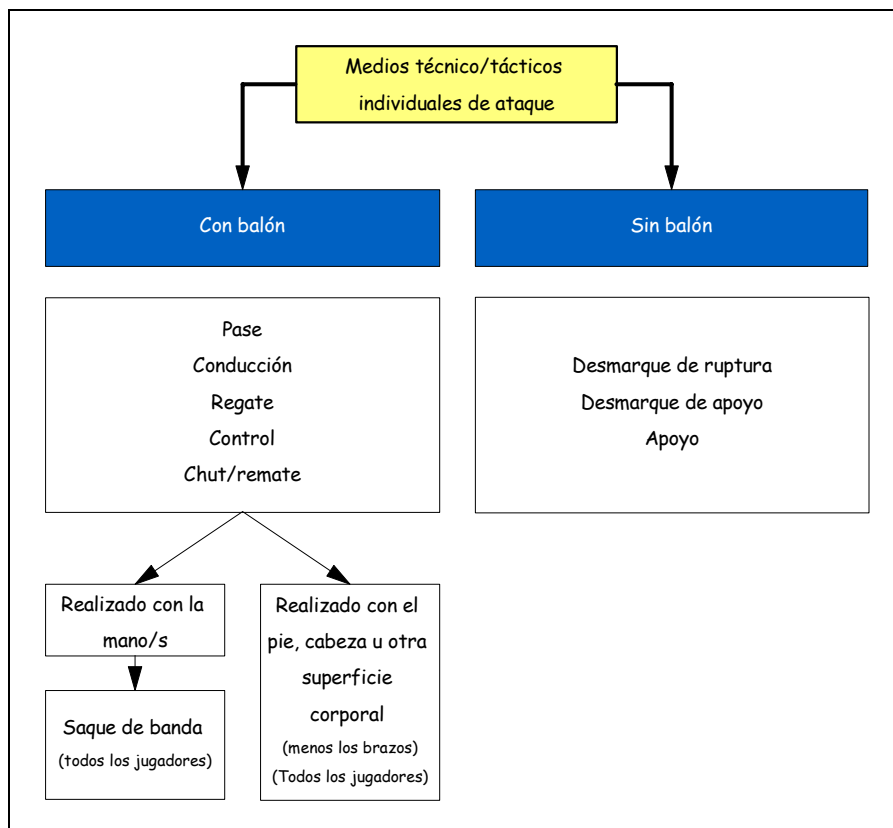 Medios técnico/tácticos
individuales de ataque
Con balón
Sin balón
Pase
Conducción
Regate
Control
Chut/remate
Desmarque de ruptura
Desmarque de apoyo
Apoyo
Realizado con la
mano/s
Realizado con el
pie, cabeza u otra
superficie
corporal
(menos los brazos)
(Todos los jugadores)
Saque de banda
(todos los jugadores)